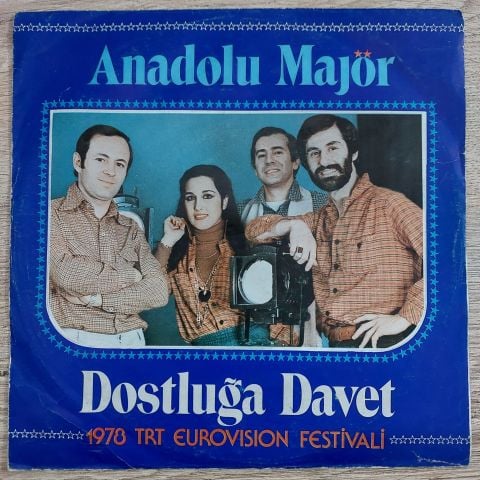 Anadolu Majör
Dostluğa Davet
1978 TRT EUROVISION FESTİVALİ